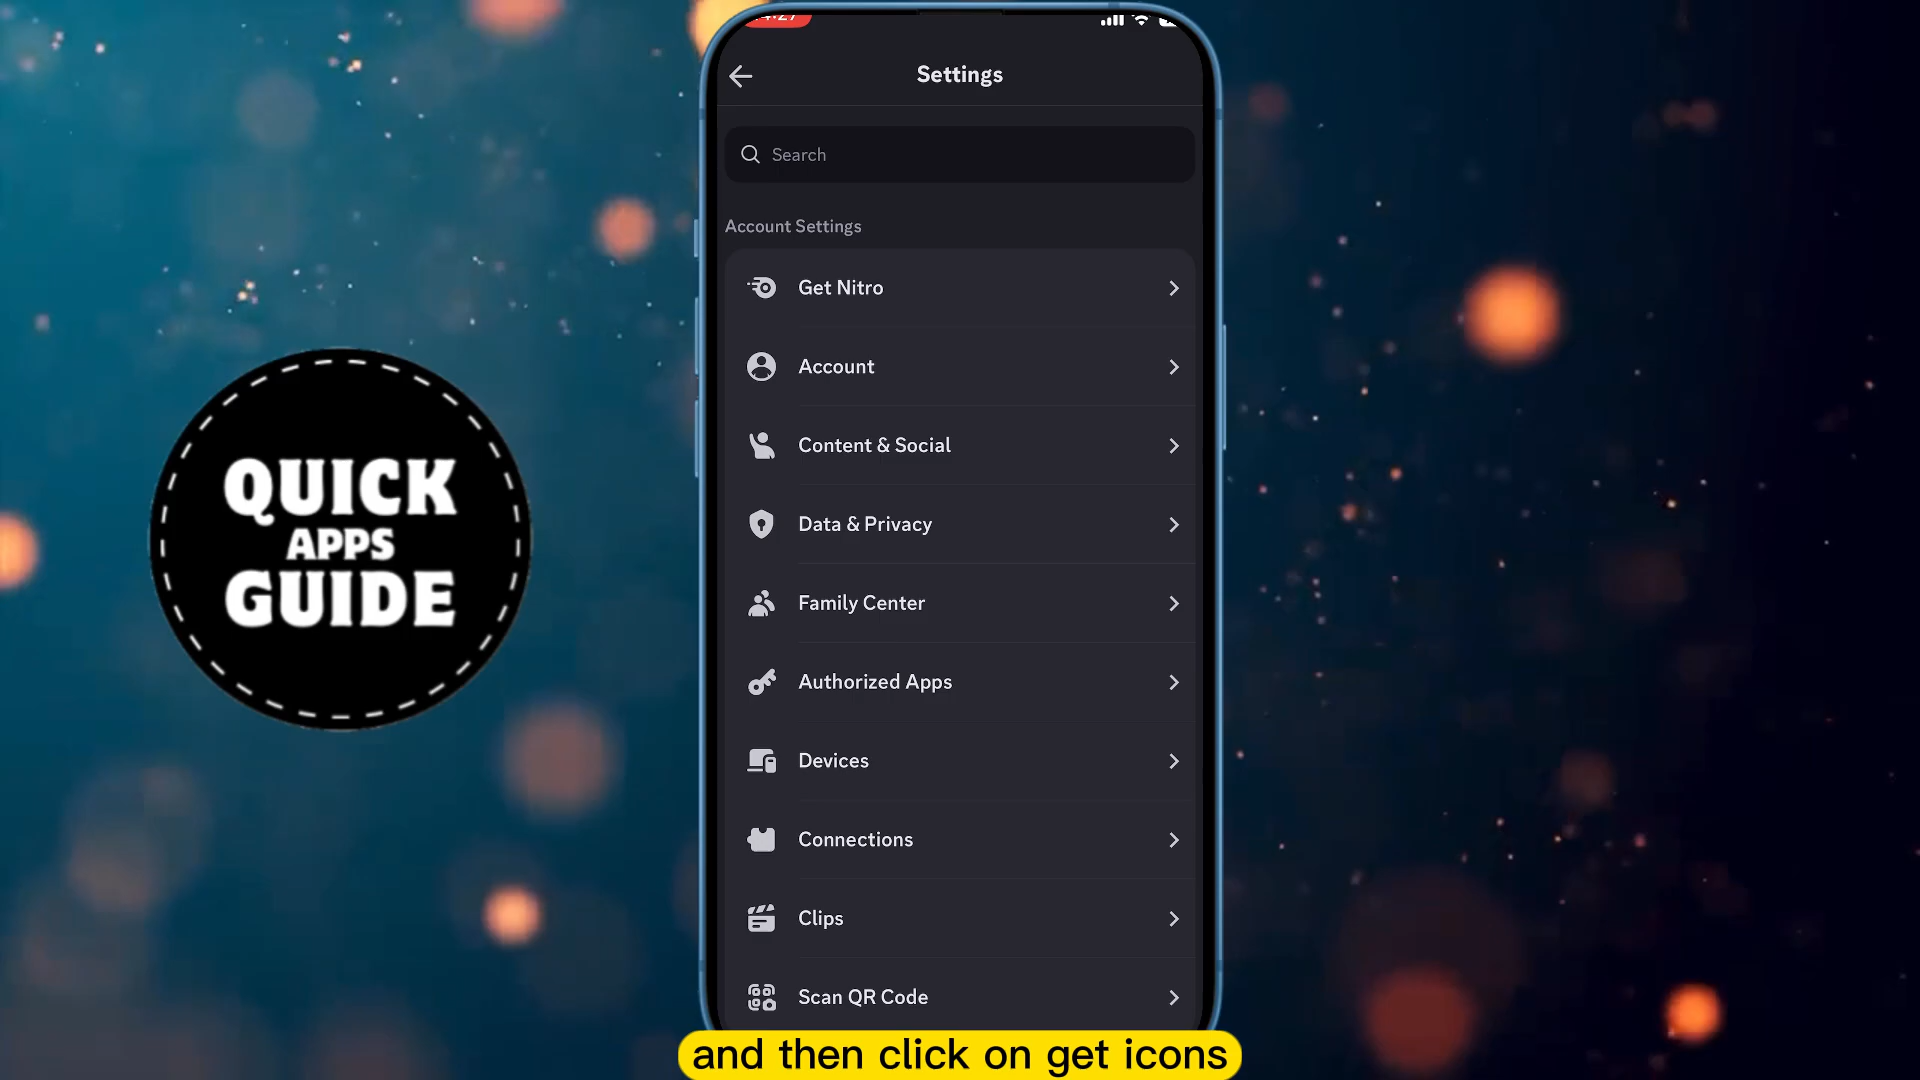 Settings
Search
Account Settings
Get Nitro
Account
Content & Social
Data & Privacy
Family Center
Authorized Apps
Devices
Connections
Clips
Scan QR Code
QUICK
APPS
GUIDE
and then click on get icons